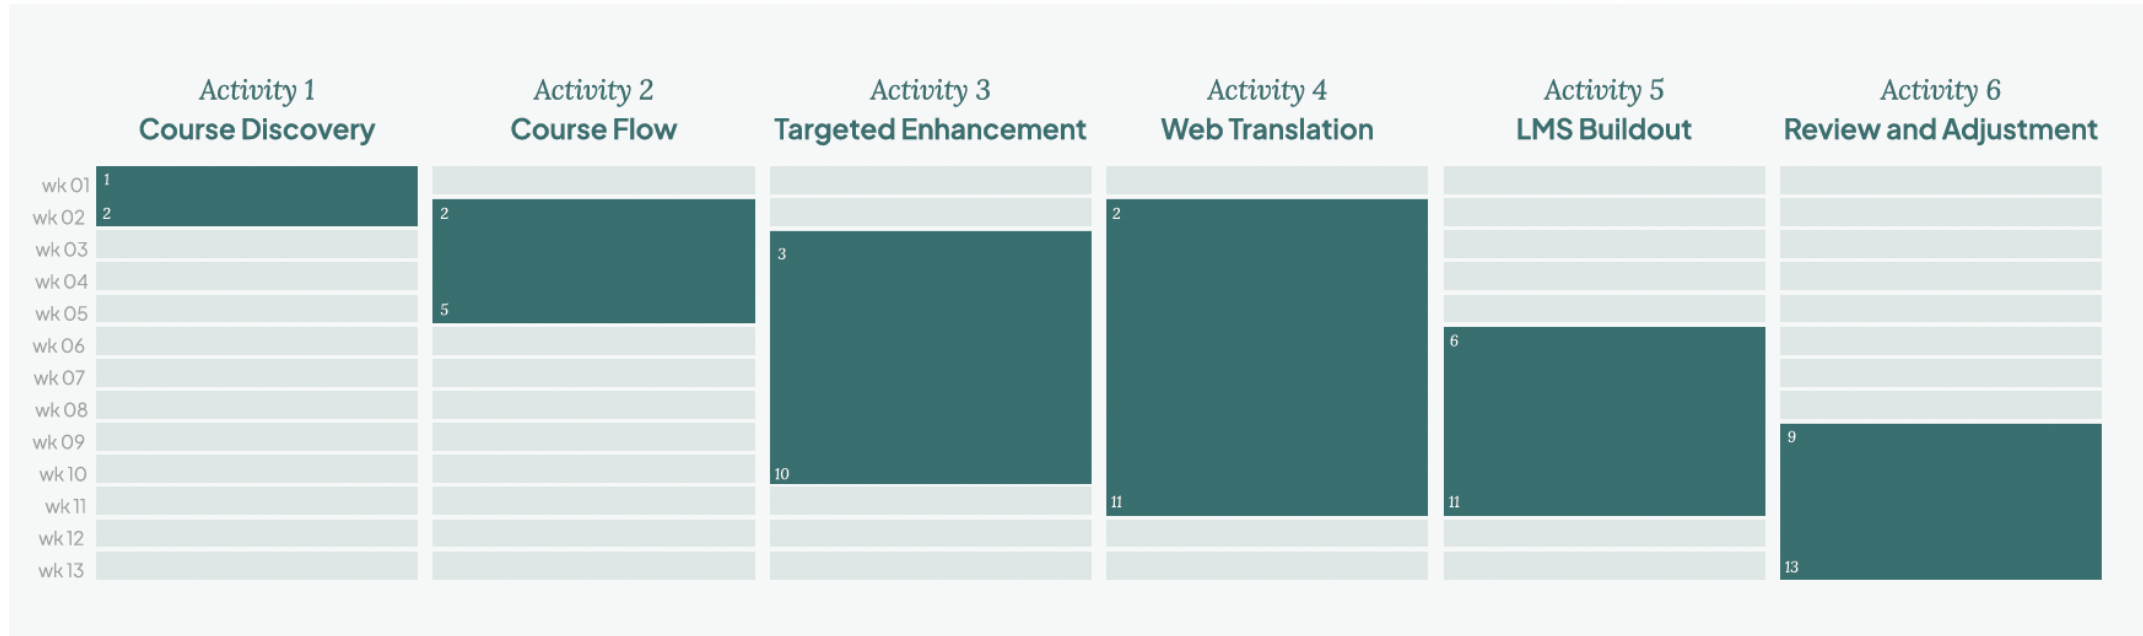 Activity 1
Course Discovery
Activity 2
Course Flow
Activity 3
Targeted Enhancement
Activity 4
Web Translation
Activity 5
LMS Buildout
Activity 6
Review and Adjustment
wk 01 1
wk 02 2 2 2
wk 03 3
wk 04
wk 05 5
wk 06 6
wk 07
wk 08
wk 09 9
wk 10 10
wk 11 11 11
wk 12
wk 13 13